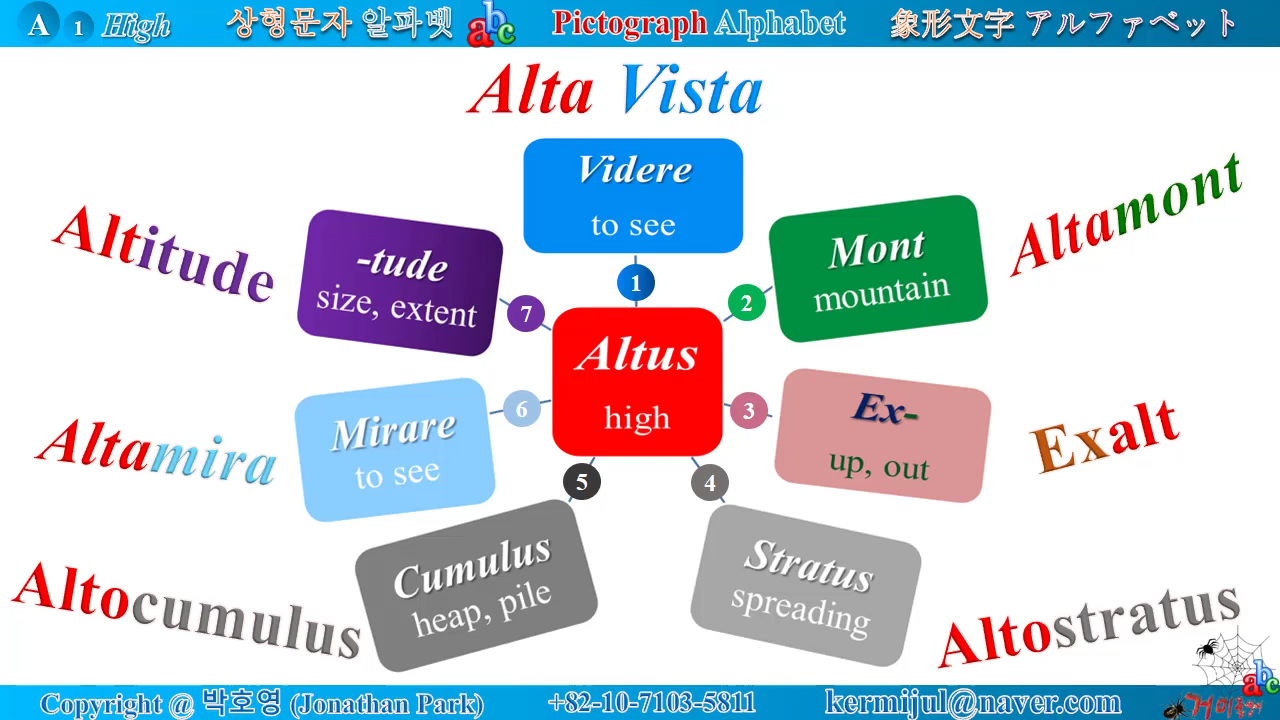 A 1 High 상형문자 알파벳 abc Pictograph Alphabet 象形文字 アルファベット
Alta Vista
Videre
to see
1
Altamont
Mont
mountain
2
Altitude
-tude
size, extent
7
Altus
high
Altamira
Mirare
to see
6
Ex-
up, out
3
Exalt
Altocumulus
Cumulus
heap, pile
5
Stratus
spreading
4
Altostratus
abc
Copyright @ 박호영 (Jonathan Park) +82-10-7103-5811 kermijul@naver.com